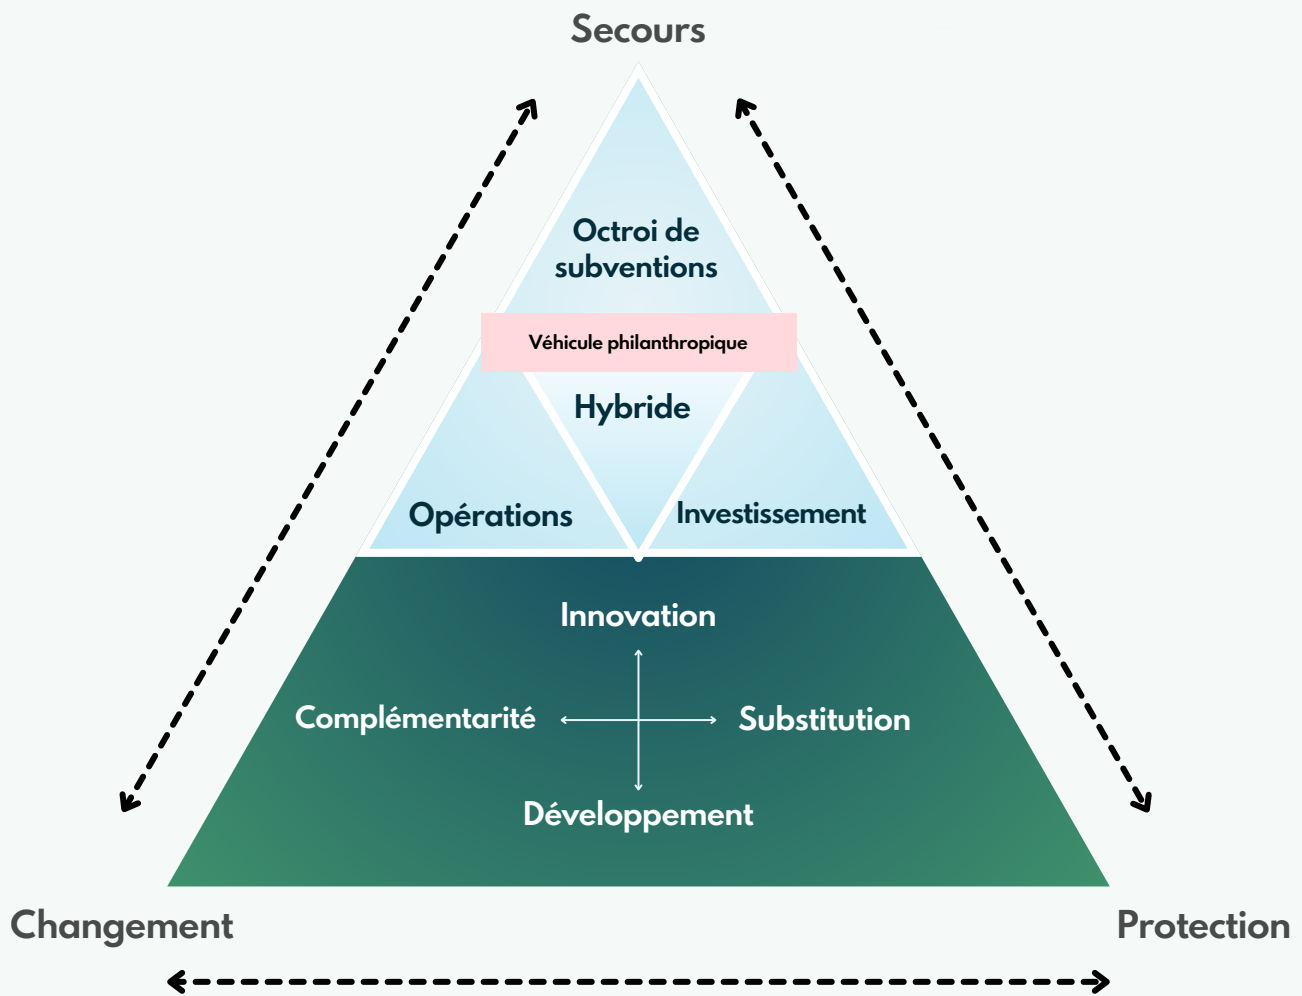 Secours
Octroi de
subventions
Véhicule philanthropique
Hybride
Opérations
Investissement
Innovation
Complémentarité
Substitution
Développement
Changement
Protection